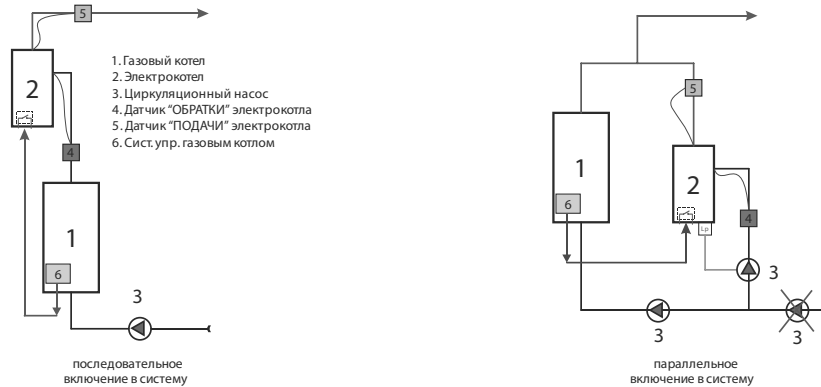 5
2
4
1
6
3
последовательное
включение в систему
1. Газовый котел
2. Электрокотел
3. Циркуляционный насос
4. Датчик “ОБРАТКИ” электрокотла
5. Датчик “ПОДАЧИ” электрокотла
6. Сист. упр. газовым котлом
5
1
2
6
4
Lp
3
3
3
параллельное
включение в систему